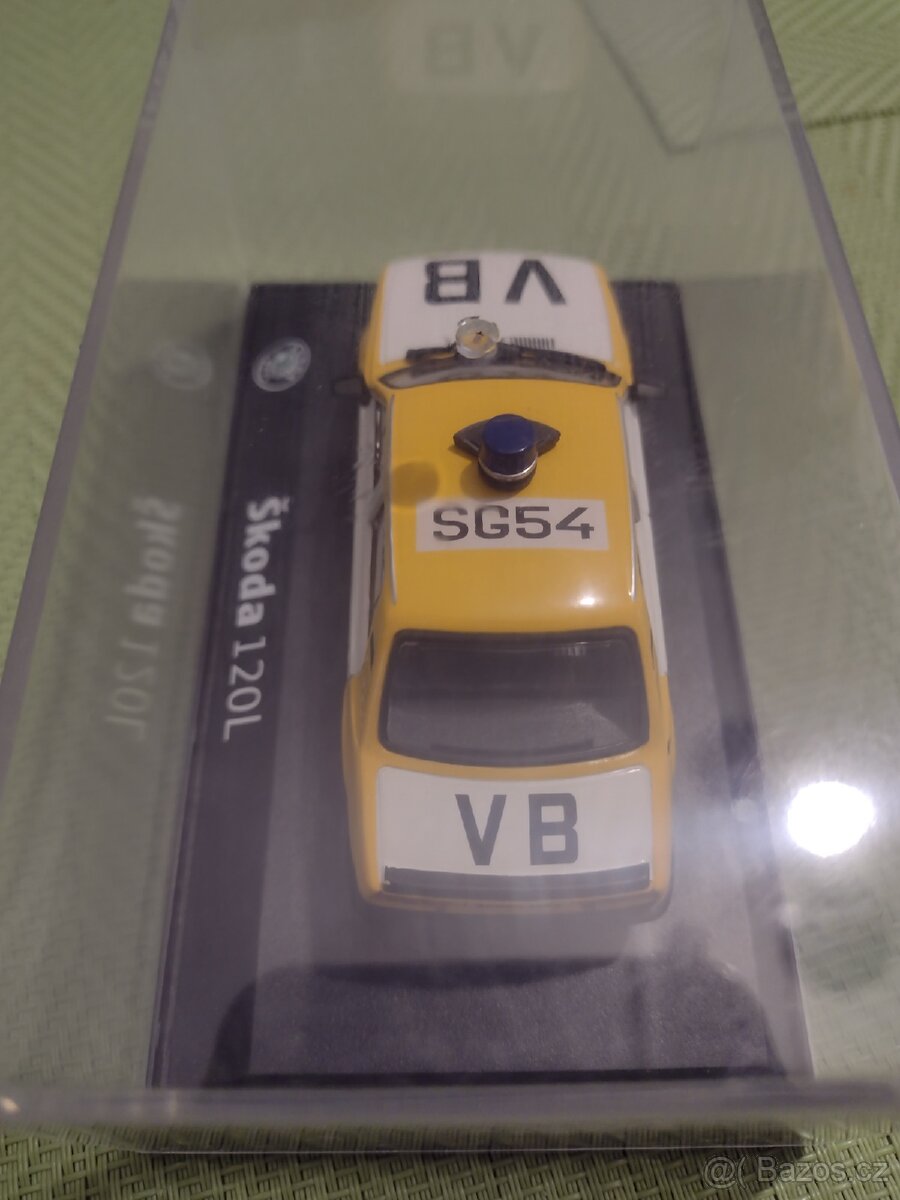 VB
SG54
Škoda 120L
VB
@( Bazos.cz